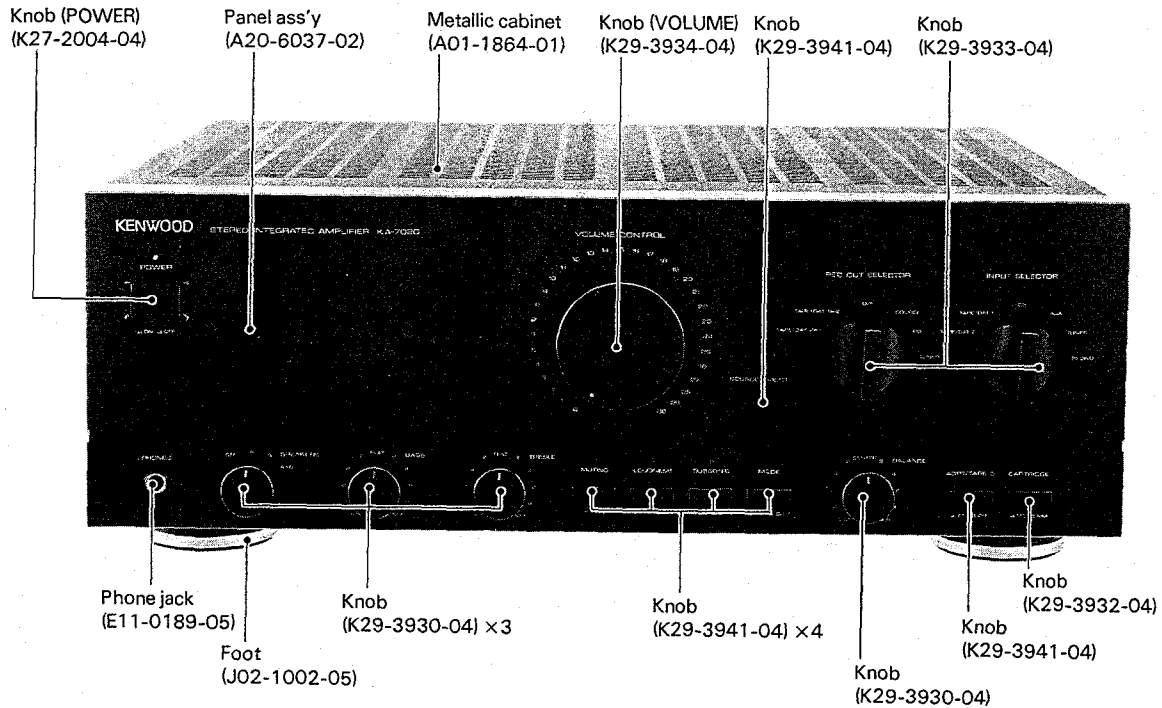 Knob (POWER)
(K27-2004-04)
Panel ass'y
(A20-6037-02)
Metallic cabinet
(A01-1864-01)
Knob (VOLUME)
(K29-3934-04)
Knob
(K29-3941-04)
Knob
(K29-3933-04)
KENWOOD
STEREO INTEGRATED AMPLIFIER KA-7020
POWER
VOLUME CONTROL
REC OUT SELECTOR
INPUT SELECTOR
PHONES
SPEAKERS
BASS
TREBLE
MUTING
LOUDNESS
SUBSONIC
MODE
BALANCE
CARTRIDGE
Phone jack
(E11-0189-05)
Foot
(J02-1002-05)
Knob
(K29-3930-04) ×3
Knob
(K29-3941-04) ×4
Knob
(K29-3930-04)
Knob
(K29-3941-04)
Knob
(K29-3932-04)